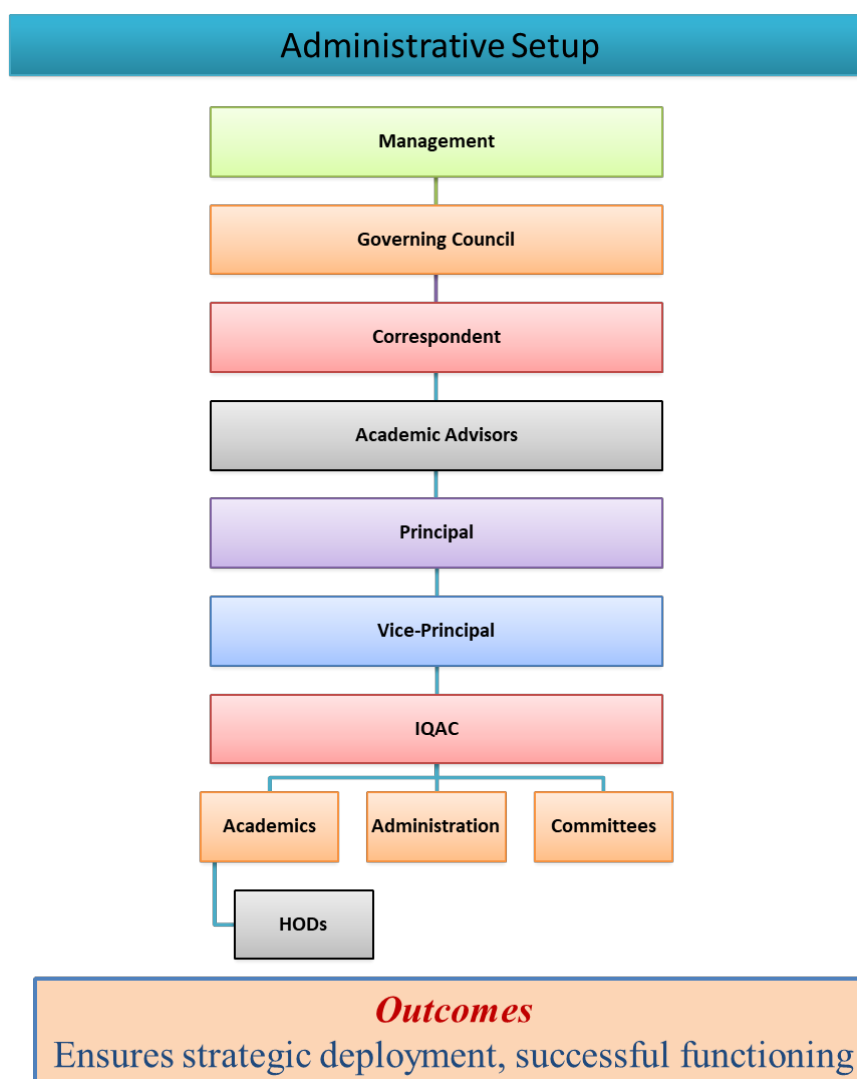 Administrative Setup
Management
Governing Council
Correspondent
Academic Advisors
Principal
Vice-Principal
IQAC
Academics
Administration
Committees
HODs
Outcomes
Ensures strategic deployment, successful functioning